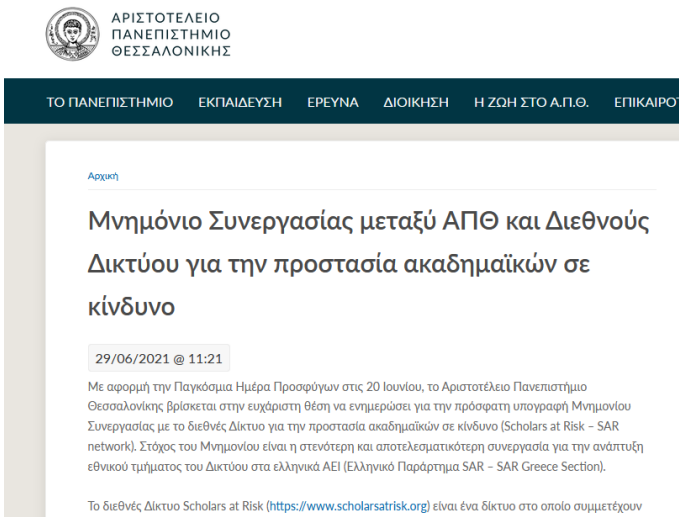 ΑΡΙΣΤΟΤΕΛΕΙΟ
ΠΑΝΕΠΙΣΤΗΜΙΟ
ΘΕΣΣΑΛΟΝΙΚΗΣ
ΤΟ ΠΑΝΕΠΙΣΤΗΜΙΟ ΕΚΠΑΙΔΕΥΣΗ ΕΡΕΥΝΑ ΔΙΟΙΚΗΣΗ Η ΖΩΗ ΣΤΟ Α.Π.Θ. ΕΠΙΚΑΙΡΟΤ
Αρχική
Μνημόνιο Συνεργασίας μεταξύ ΑΠΘ και Διεθνούς
Δικτύου για την προστασία ακαδημαϊκών σε
κίνδυνο
29/06/2021 @ 11:21
Με αφορμή την Παγκόσμια Ημέρα Προσφύγων στις 20 Ιουνίου, το Αριστοτέλειο Πανεπιστήμιο
Θεσσαλονίκης βρίσκεται στην ευχάριστη θέση να ενημερώσει για την πρόσφατη υπογραφή Μνημονίου
Συνεργασίας με το διεθνές Δίκτυο για την προστασία ακαδημαϊκών σε κίνδυνο (Scholars at Risk – SAR
network). Στόχος του Μνημονίου είναι η στενότερη και αποτελεσματικότερη συνεργασία για την ανάπτυξη
εθνικού τμήματος του Δικτύου στα ελληνικά ΑΕΙ (Ελληνικό Παράρτημα SAR – SAR Greece Section).
Το διεθνές Δίκτυο Scholars at Risk (https://www.scholarsatrisk.org) είναι ένα δίκτυο στο οποίο συμμετέχουν